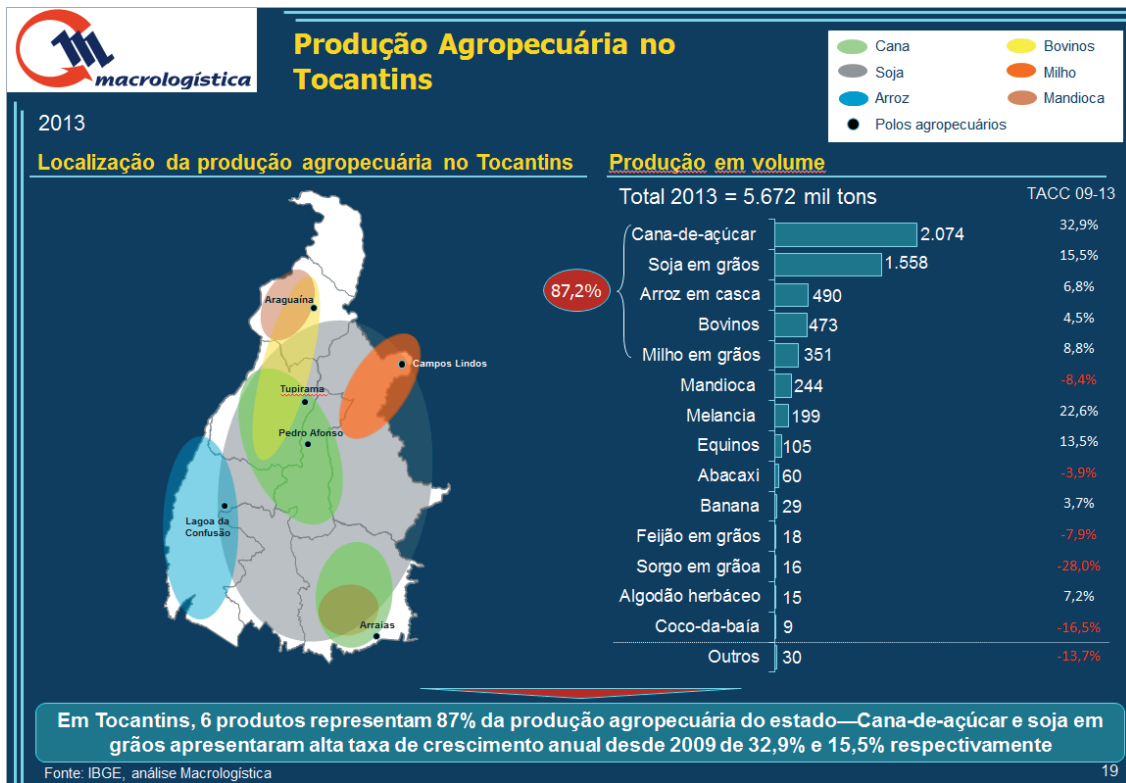 macrologística
Produção Agropecuária no
Tocantins
Cana
Bovinos
Soja
Milho
Arroz
Mandioca
Polos agropecuários
2013
Localização da produção agropecuária no Tocantins
Produção em volume
Total 2013 = 5.672 mil tons
TACC 09-13
Araguaína
Campos Lindos
Tupirama
Pedro Afonso
Lagoa da
Confusão
Arraias
87,2%
Cana-de-açúcar 2.074 32,9%
Soja em grãos 1.558 15,5%
Arroz em casca 490 6,8%
Bovinos 473 4,5%
Milho em grãos 351 8,8%
Mandioca 244 -8,4%
Melancia 199 22,6%
Equinos 105 13,5%
Abacaxi 60 -3,9%
Banana 29 3,7%
Feijão em grãos 18 -7,9%
Sorgo em grãoa 16 -28,0%
Algodão herbáceo 15 7,2%
Coco-da-baía 9 -16,5%
Outros 30 -13,7%
Em Tocantins, 6 produtos representam 87% da produção agropecuária do estado—Cana-de-açúcar e soja em
grãos apresentaram alta taxa de crescimento anual desde 2009 de 32,9% e 15,5% respectivamente
Fonte: IBGE, análise Macrologística
19